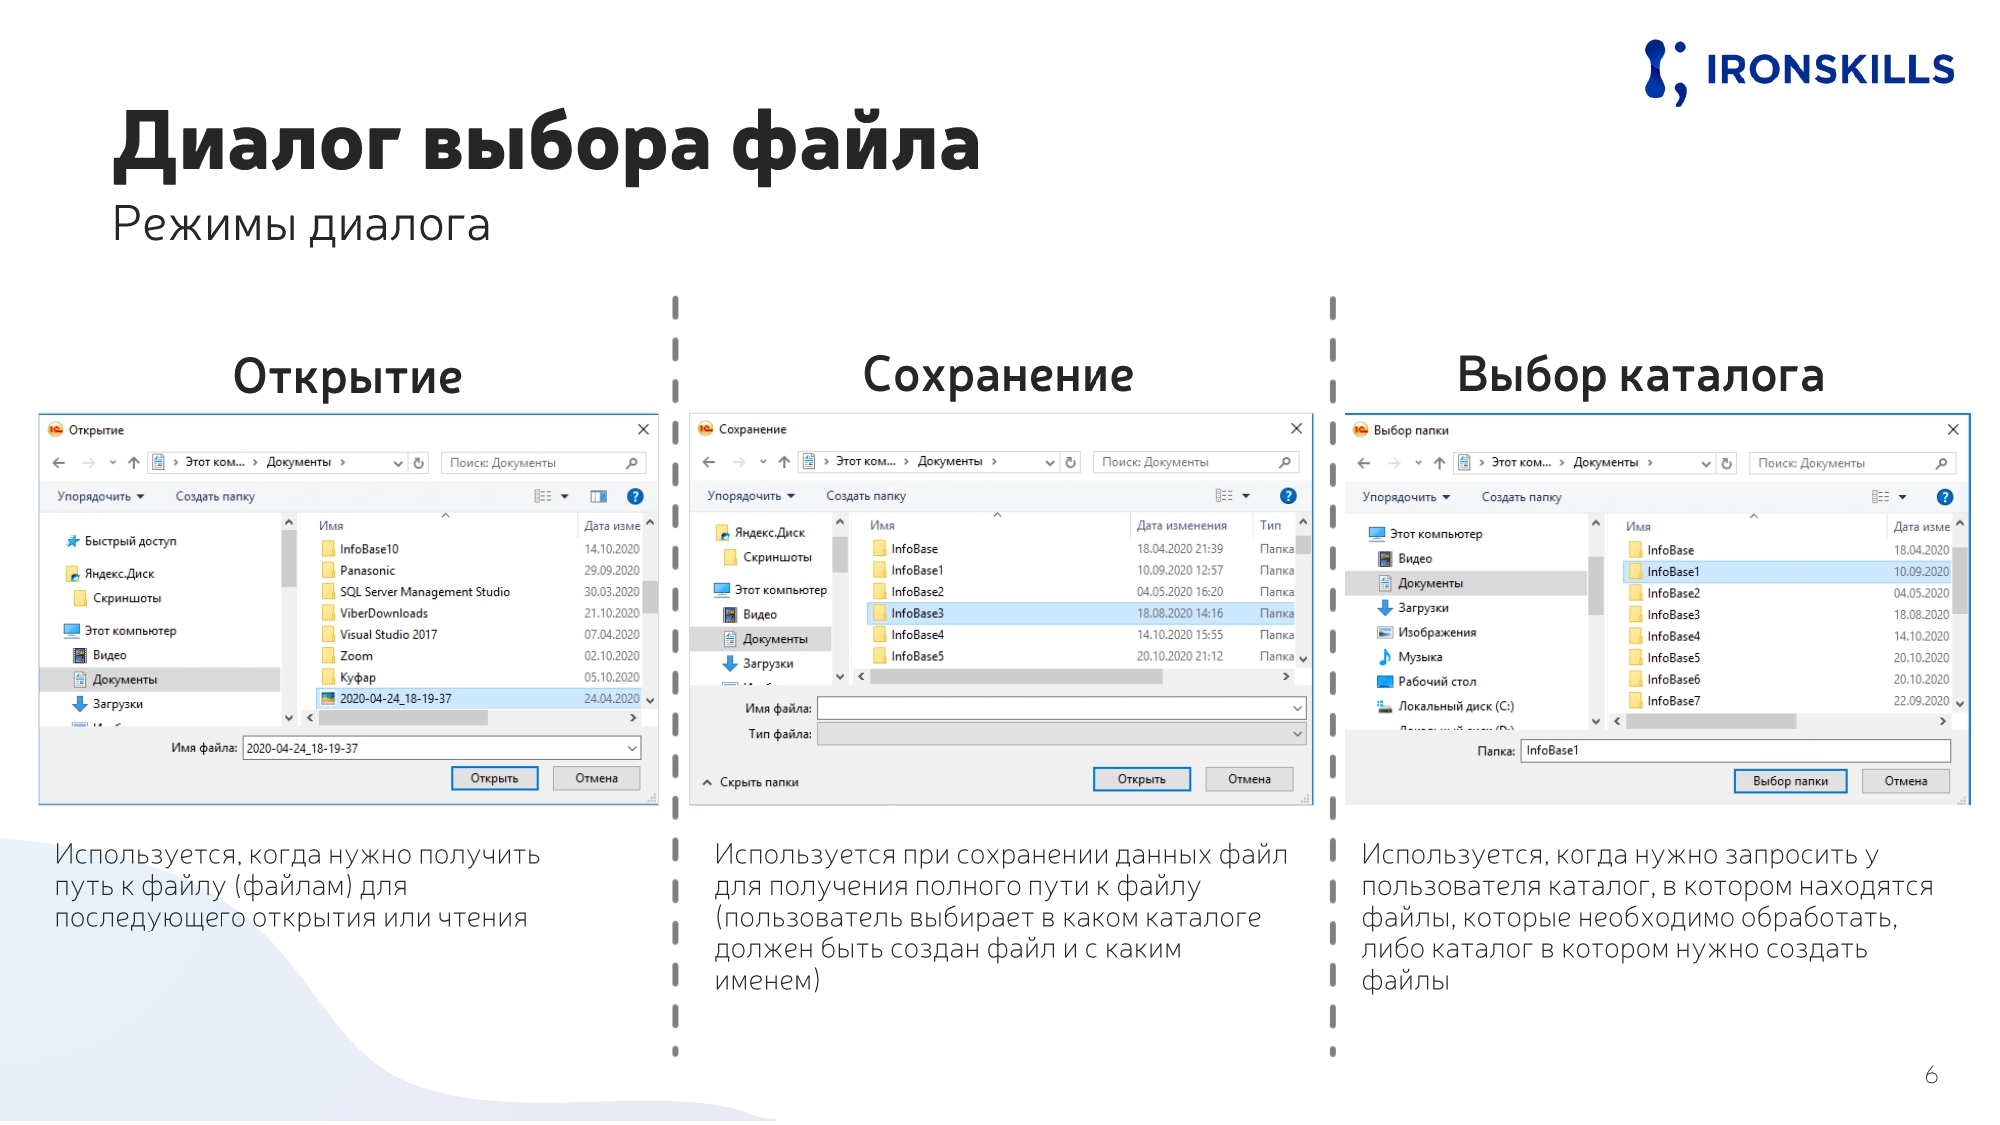 IRONSKILLS
Диалог выбора файла
Режимы диалога
Открытие
Открытие
Этот ком... › Документы ›
Поиск: Документы
Упорядочить
Создать папку
Имя
Дата изме
Быстрый доступ
Яндекс.Диск
Скриншоты
Этот компьютер
Видео
Документы
Загрузки
InfoBase10 14.10.2020
Panasonic 29.09.2020
SQL Server Management Studio 30.03.2020
ViberDownloads 21.10.2020
Visual Studio 2017 07.04.2020
Zoom 02.10.2020
Куфар 05.10.2020
2020-04-24_18-19-37 24.04.2020
Имя файла: 2020-04-24_18-19-37
Открыть Отмена
Используется, когда нужно получить
путь к файлу (файлам) для
последующего открытия или чтения
Сохранение
Сохранение
Этот ком... › Документы ›
Поиск: Документы
Упорядочить
Создать папку
Имя
Дата изменения
Тип
Яндекс.Диск
Скриншоты
Этот компьютер
Видео
Документы
Загрузки
InfoBase 18.04.2020 21:39 Папка
InfoBase1 10.09.2020 12:57 Папка
InfoBase2 04.05.2020 16:20 Папка
InfoBase3 18.08.2020 14:16 Папка
InfoBase4 14.10.2020 15:55 Папка
InfoBase5 20.10.2020 21:12 Папка
Имя файла:
Тип файла:
Скрыть папки
Открыть Отмена
Используется при сохранении данных файл
для получения полного пути к файлу
(пользователь выбирает в каком каталоге
должен быть создан файл и с каким
именем)
Выбор каталога
Выбор папки
Этот ком... › Документы ›
Поиск: Документы
Упорядочить
Создать папку
Имя
Дата изме
Этот компьютер
Видео
Документы
Загрузки
Изображения
Музыка
Рабочий стол
Локальный диск (C:)
InfoBase 18.04.2020
InfoBase1 10.09.2020
InfoBase2 04.05.2020
InfoBase3 18.08.2020
InfoBase4 14.10.2020
InfoBase5 20.10.2020
InfoBase6 20.10.2020
InfoBase7 22.09.2020
Папка: InfoBase1
Выбор папки Отмена
Используется, когда нужно запросить у
пользователя каталог, в котором находятся
файлы, которые необходимо обработать,
либо каталог в котором нужно создать
файлы
6